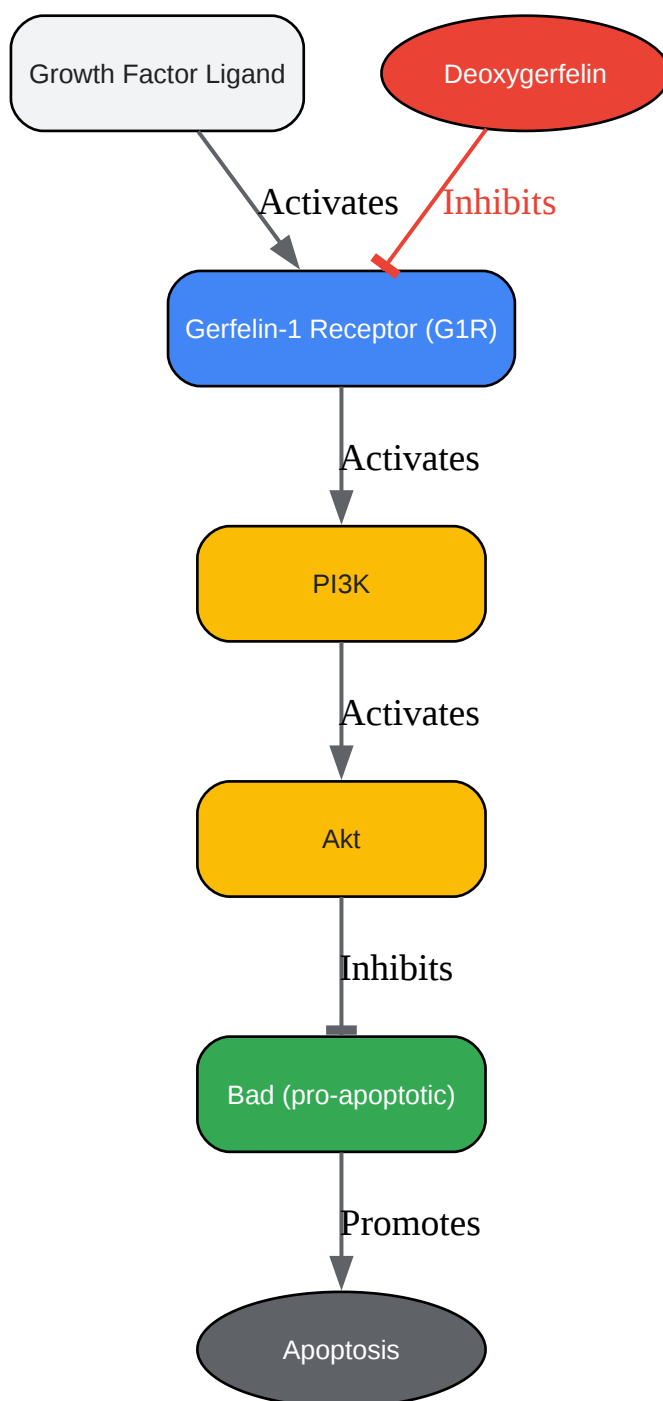 Growth Factor Ligand
Deoxygerfelin
Activates
Inhibits
Gerfelin-1 Receptor (G1R)
Activates
PI3K
Activates
Akt
Inhibits
Bad (pro-apoptotic)
Promotes
Apoptosis